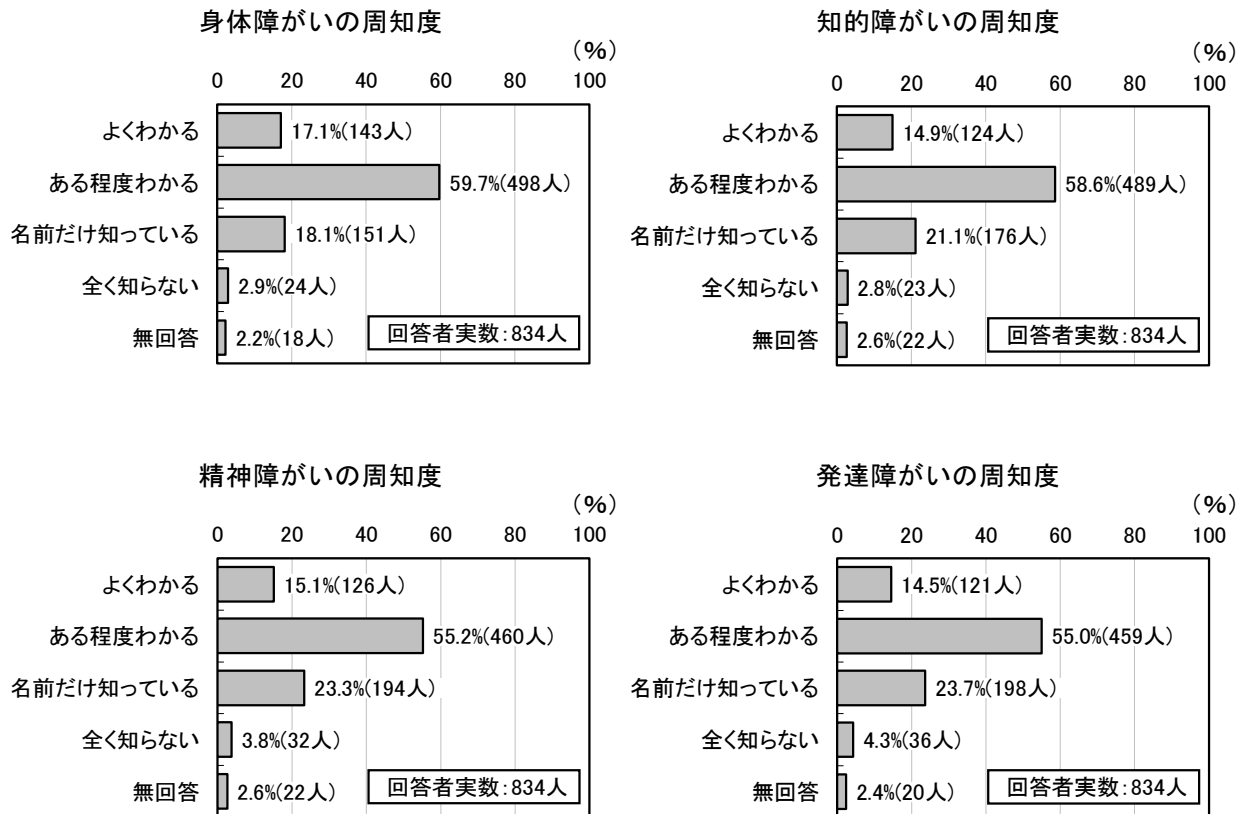 身体障がいの周知度
(%)
0 20 40 60 80 100
よくわかる 17.1%(143人)
ある程度わかる 59.7%(498人)
名前だけ知っている 18.1%(151人)
全く知らない 2.9%(24人)
無回答 2.2%(18人)
回答者実数:834人
知的障がいの周知度
(%)
0 20 40 60 80 100
よくわかる 14.9%(124人)
ある程度わかる 58.6%(489人)
名前だけ知っている 21.1%(176人)
全く知らない 2.8%(23人)
無回答 2.6%(22人)
回答者実数:834人
精神障がいの周知度
(%)
0 20 40 60 80 100
よくわかる 15.1%(126人)
ある程度わかる 55.2%(460人)
名前だけ知っている 23.3%(194人)
全く知らない 3.8%(32人)
無回答 2.6%(22人)
回答者実数:834人
発達障がいの周知度
(%)
0 20 40 60 80 100
よくわかる 14.5%(121人)
ある程度わかる 55.0%(459人)
名前だけ知っている 23.7%(198人)
全く知らない 4.3%(36人)
無回答 2.4%(20人)
回答者実数:834人